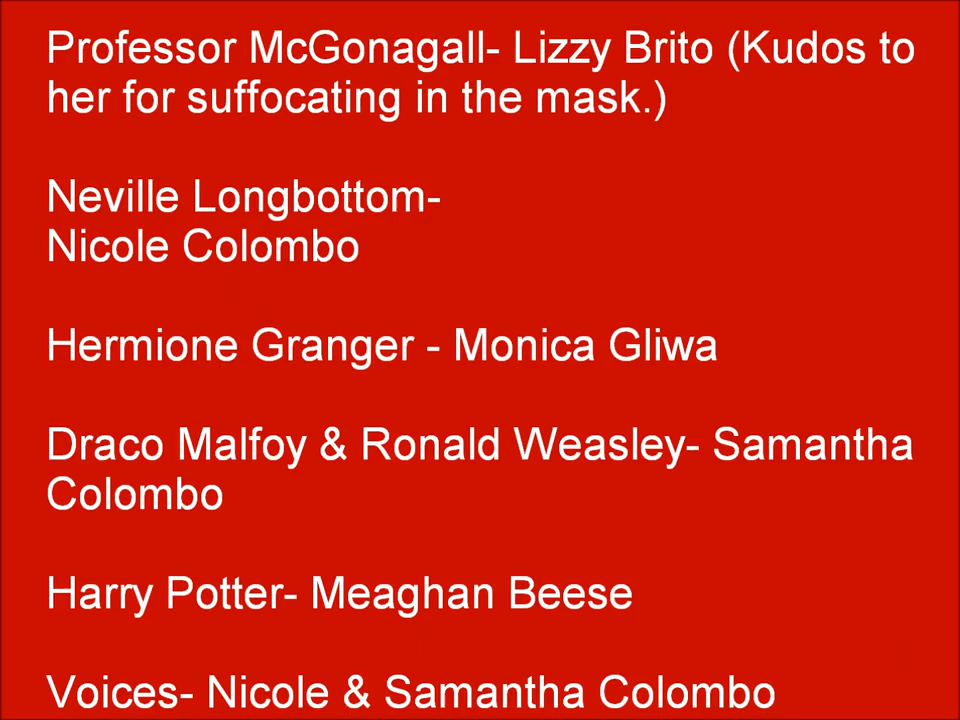 Professor McGonagall- Lizzy Brito (Kudos to
her for suffocating in the mask.)
Neville Longbottom-
Nicole Colombo
Hermione Granger - Monica Gliwa
Draco Malfoy & Ronald Weasley- Samantha
Colombo
Harry Potter- Meaghan Beese
Voices- Nicole & Samantha Colombo